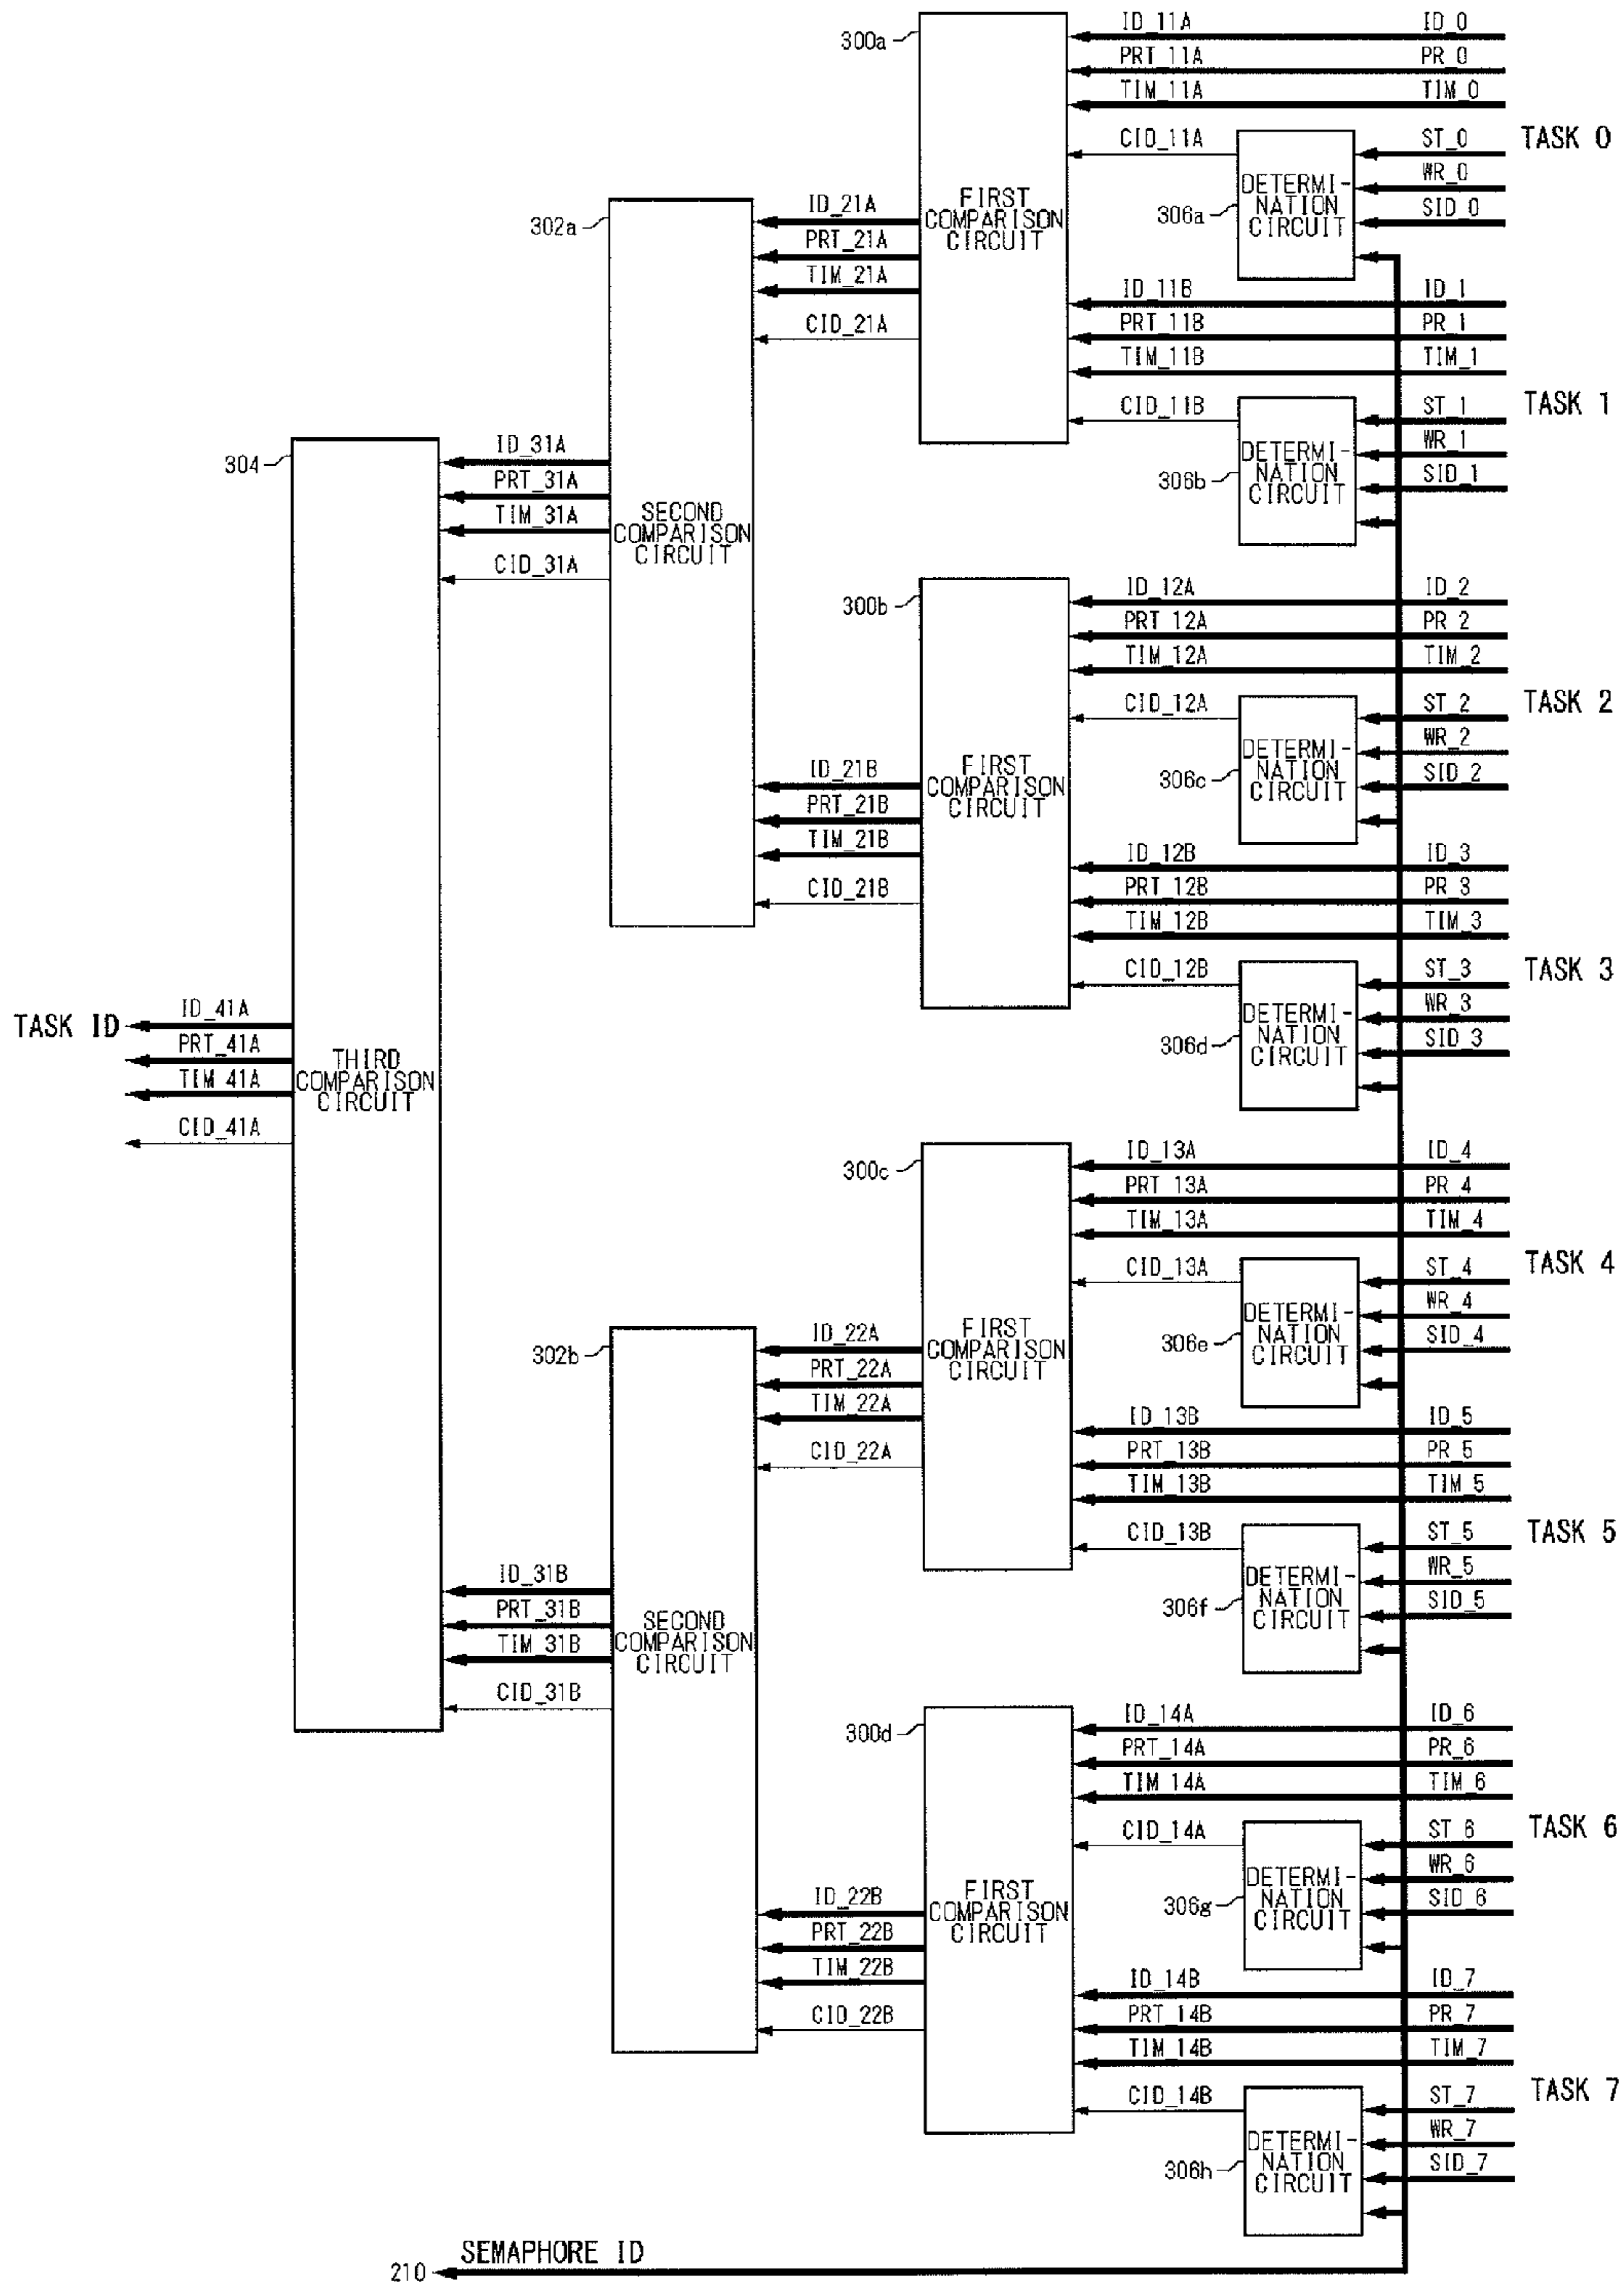 300a
ID_11A
ID_0
PRT_11A
PR_0
TIM_11A
TIM_0
TASK 0
CID_11A
ST_0
WR_0
SID_0
306a
DETERMI-
NATION
CIRCUIT
FIRST
COMPARISON
CIRCUIT
302a
ID_21A
PRT_21A
TIM_21A
CID_21A
ID_11B
ID_1
PRT_11B
PR_1
TIM_11B
TIM_1
TASK 1
CID_11B
ST_1
WR_1
SID_1
306b
DETERMI-
NATION
CIRCUIT
304
ID_31A
PRT_31A
TIM_31A
CID_31A
SECOND
COMPARISON
CIRCUIT
300b
ID_12A
ID_2
PRT_12A
PR_2
TIM_12A
TIM_2
TASK 2
CID_12A
ST_2
WR_2
SID_2
306c
DETERMI-
NATION
CIRCUIT
FIRST
COMPARISON
CIRCUIT
ID_21B
PRT_21B
TIM_21B
CID_21B
ID_12B
ID_3
PRT_12B
PR_3
TIM_12B
TIM_3
TASK 3
CID_12B
ST_3
WR_3
SID_3
306d
DETERMI-
NATION
CIRCUIT
TASK ID
ID_41A
PRT_41A
TIM_41A
CID_41A
THIRD
COMPARISON
CIRCUIT
300c
ID_13A
ID_4
PRT_13A
PR_4
TIM_13A
TIM_4
TASK 4
CID_13A
ST_4
WR_4
SID_4
306e
DETERMI-
NATION
CIRCUIT
FIRST
COMPARISON
CIRCUIT
302b
ID_22A
PRT_22A
TIM_22A
CID_22A
ID_13B
ID_5
PRT_13B
PR_5
TIM_13B
TIM_5
TASK 5
CID_13B
ST_5
WR_5
SID_5
306f
DETERMI-
NATION
CIRCUIT
ID_31B
PRT_31B
TIM_31B
CID_31B
SECOND
COMPARISON
CIRCUIT
300d
ID_14A
ID_6
PRT_14A
PR_6
TIM_14A
TIM_6
TASK 6
CID_14A
ST_6
WR_6
SID_6
306g
DETERMI-
NATION
CIRCUIT
FIRST
COMPARISON
CIRCUIT
ID_22B
PRT_22B
TIM_22B
CID_22B
ID_14B
ID_7
PRT_14B
PR_7
TIM_14B
TIM_7
TASK 7
CID_14B
ST_7
WR_7
SID_7
306h
DETERMI-
NATION
CIRCUIT
SEMAPHORE ID
210